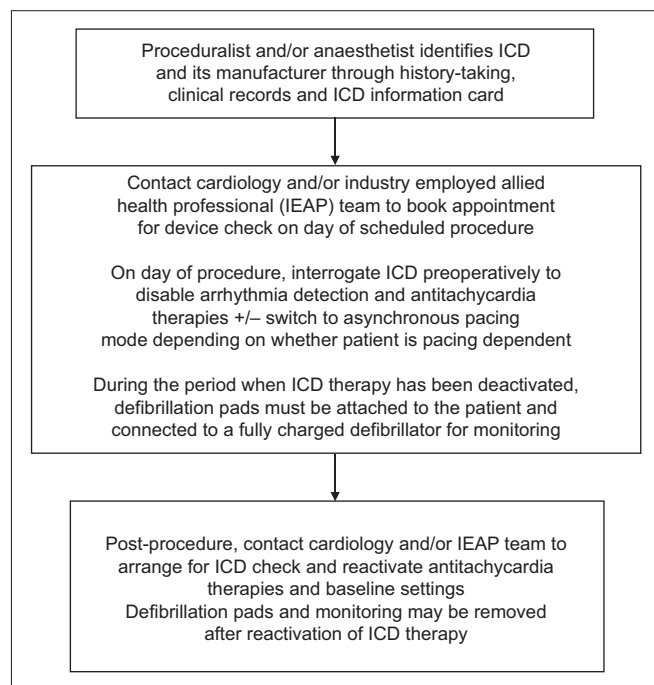 Proceduralist and/or anaesthetist identifies ICD
and its manufacturer through history-taking,
clinical records and ICD information card
Contact cardiology and/or industry employed allied
health professional (IEAP) team to book appointment
for device check on day of scheduled procedure
On day of procedure, interrogate ICD preoperatively to
disable arrhythmia detection and antitachycardia
therapies +/– switch to asynchronous pacing
mode depending on whether patient is pacing dependent
During the period when ICD therapy has been deactivated,
defibrillation pads must be attached to the patient and
connected to a fully charged defibrillator for monitoring
Post-procedure, contact cardiology and/or IEAP team to
arrange for ICD check and reactivate antitachycardia
therapies and baseline settings
Defibrillation pads and monitoring may be removed
after reactivation of ICD therapy